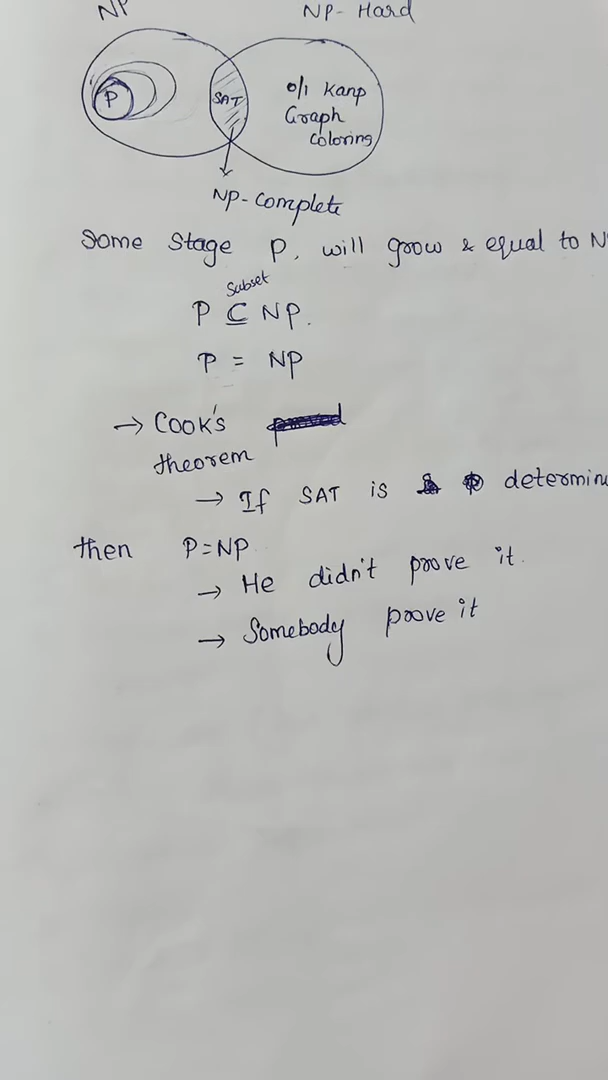 NP NP-Hard
P SAT 0/1 Kanp
Graph
coloring
NP-Complete
Some Stage P. will grow & equal to N
Subset
P ⊆ NP.
P = NP
→ Cook's
theorem
→ If SAT is determin
then P=NP
→ He didn't prove it.
→ Somebody prove it